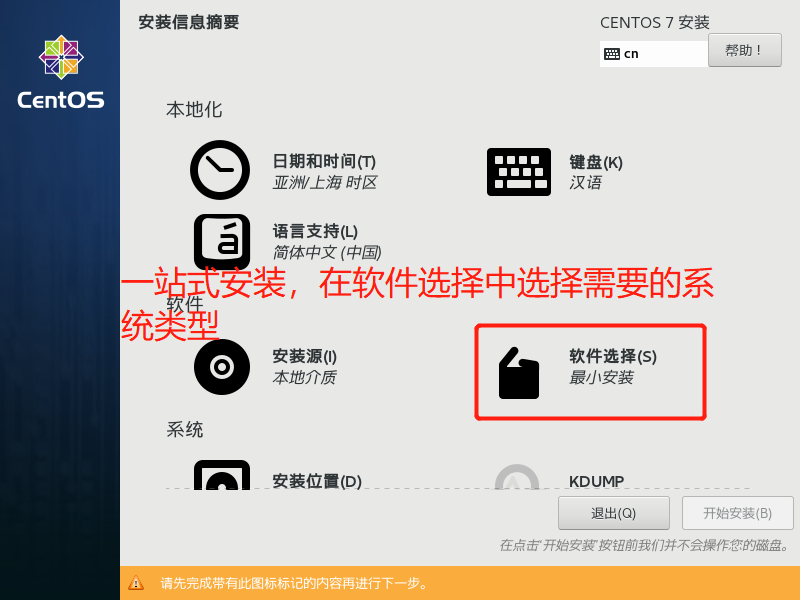 安装信息摘要
CENTOS 7 安装
cn
帮助！
CentOS
本地化
日期和时间(T)
亚洲/上海 时区
键盘(K)
汉语
语言支持(L)
简体中文 (中国)
一站式安装，在软件选择中选择需要的系
统类型
软件
安装源(I)
本地介质
软件选择(S)
最小安装
系统
安装位置(D)
KDUMP
退出(Q)
开始安装(B)
在点击“开始安装”按钮前我们并不会操作您的磁盘。
请先完成带有此图标标记的内容再进行下一步。